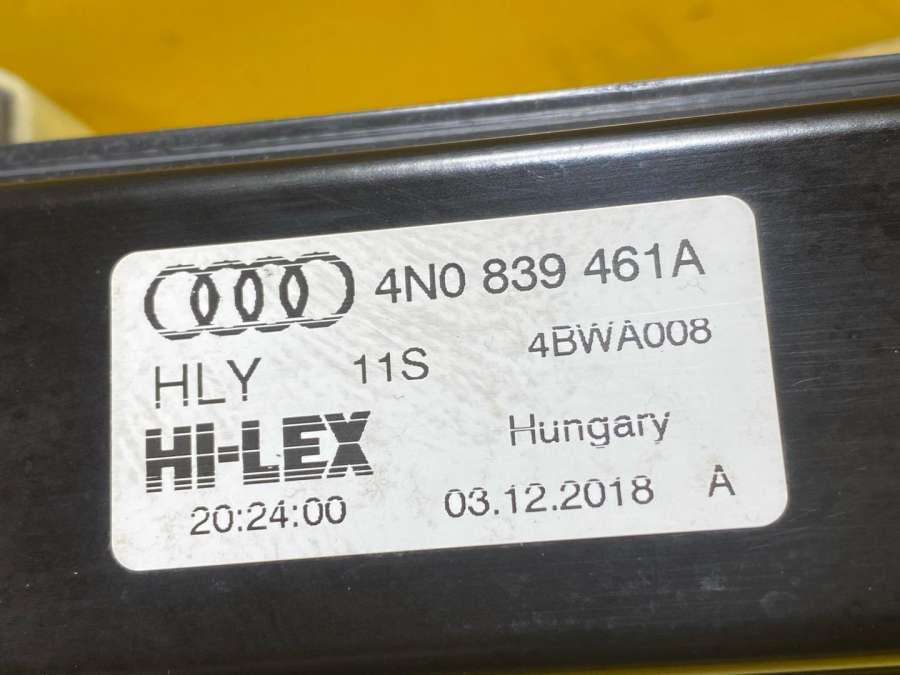 4N0 839 461A
HLY 11S 4BWA008
HI-LEX Hungary
20:24:00 03.12.2018 A